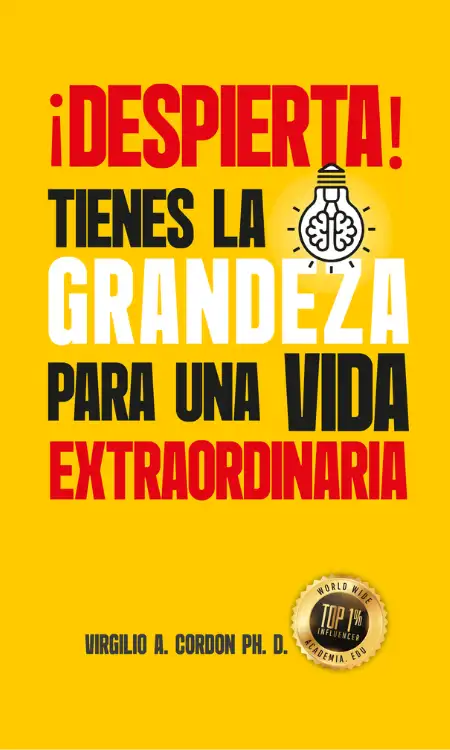 ¡DESPIERTA!
TIENES LA
GRANDEZA
PARA UNA VIDA
EXTRAORDINARIA
VIRGILIO A. CORDON PH. D.
WORLD WIDE
TOP 1%
INFLUENCER
ACADEMIA. EDU